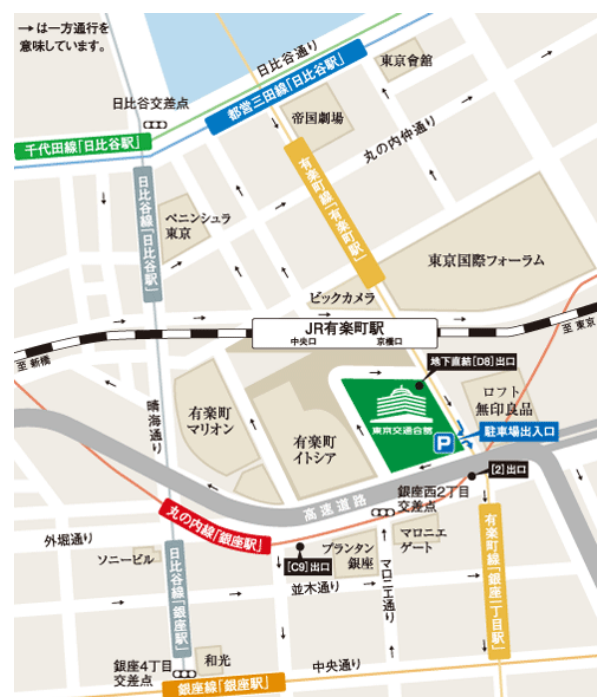 →は一方通行を
意味しています。
日比谷通り
都営三田線「日比谷駅」
東京會館
日比谷交差点
千代田線「日比谷駅」
帝国劇場
丸の内仲通り
日比谷線「日比谷駅」
有楽町線「有楽町駅」
ペニンシュラ
東京
東京国際フォーラム
ビックカメラ
JR有楽町駅
中央口
京橋口
至 新橋
至 東京
地下直結[D8]出口
ロフト
無印良品
晴海通り
有楽町
マリオン
有楽町
イトシア
東京交通会館
P
駐車場出入口
[2]出口
高速道路
銀座西2丁目
交差点
丸の内線「銀座駅」
外堀通り
ソニービル
日比谷線「銀座駅」
[C9]出口
プランタン
銀座
マロニエ
ゲート
並木通り
マロニエ通り
有楽町線「銀座一丁目駅」
銀座4丁目
交差点
和光
中央通り
銀座線「銀座駅」